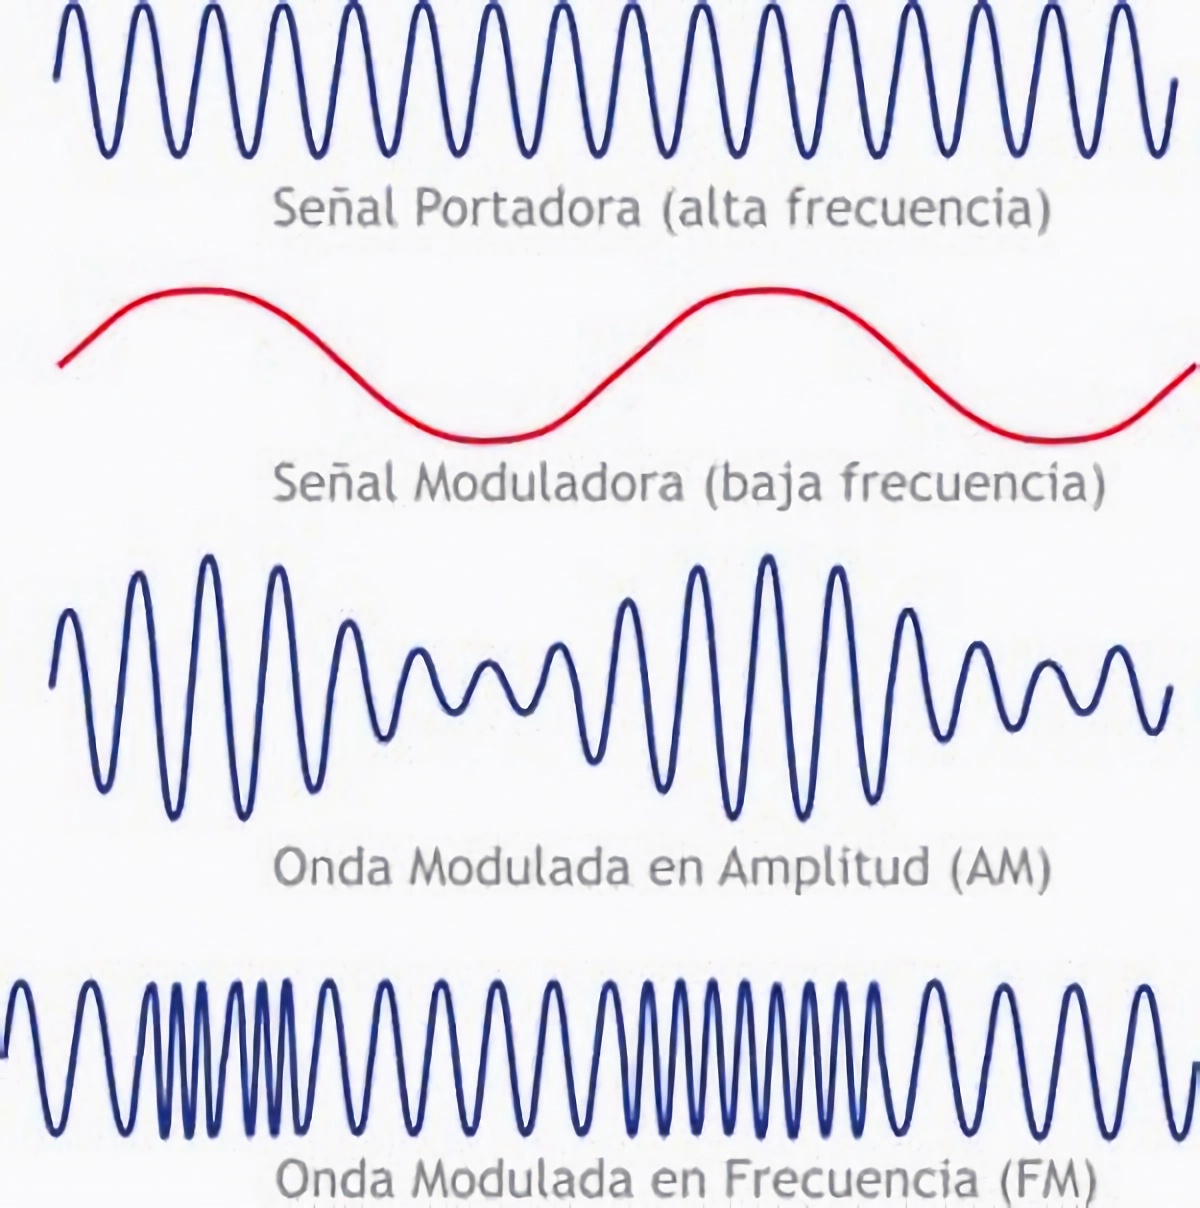 Señal Portadora (alta frecuencia)
Señal Moduladora (baja frecuencia)
Onda Modulada en Amplitud (AM)
Onda Modulada en Frecuencia (FM)